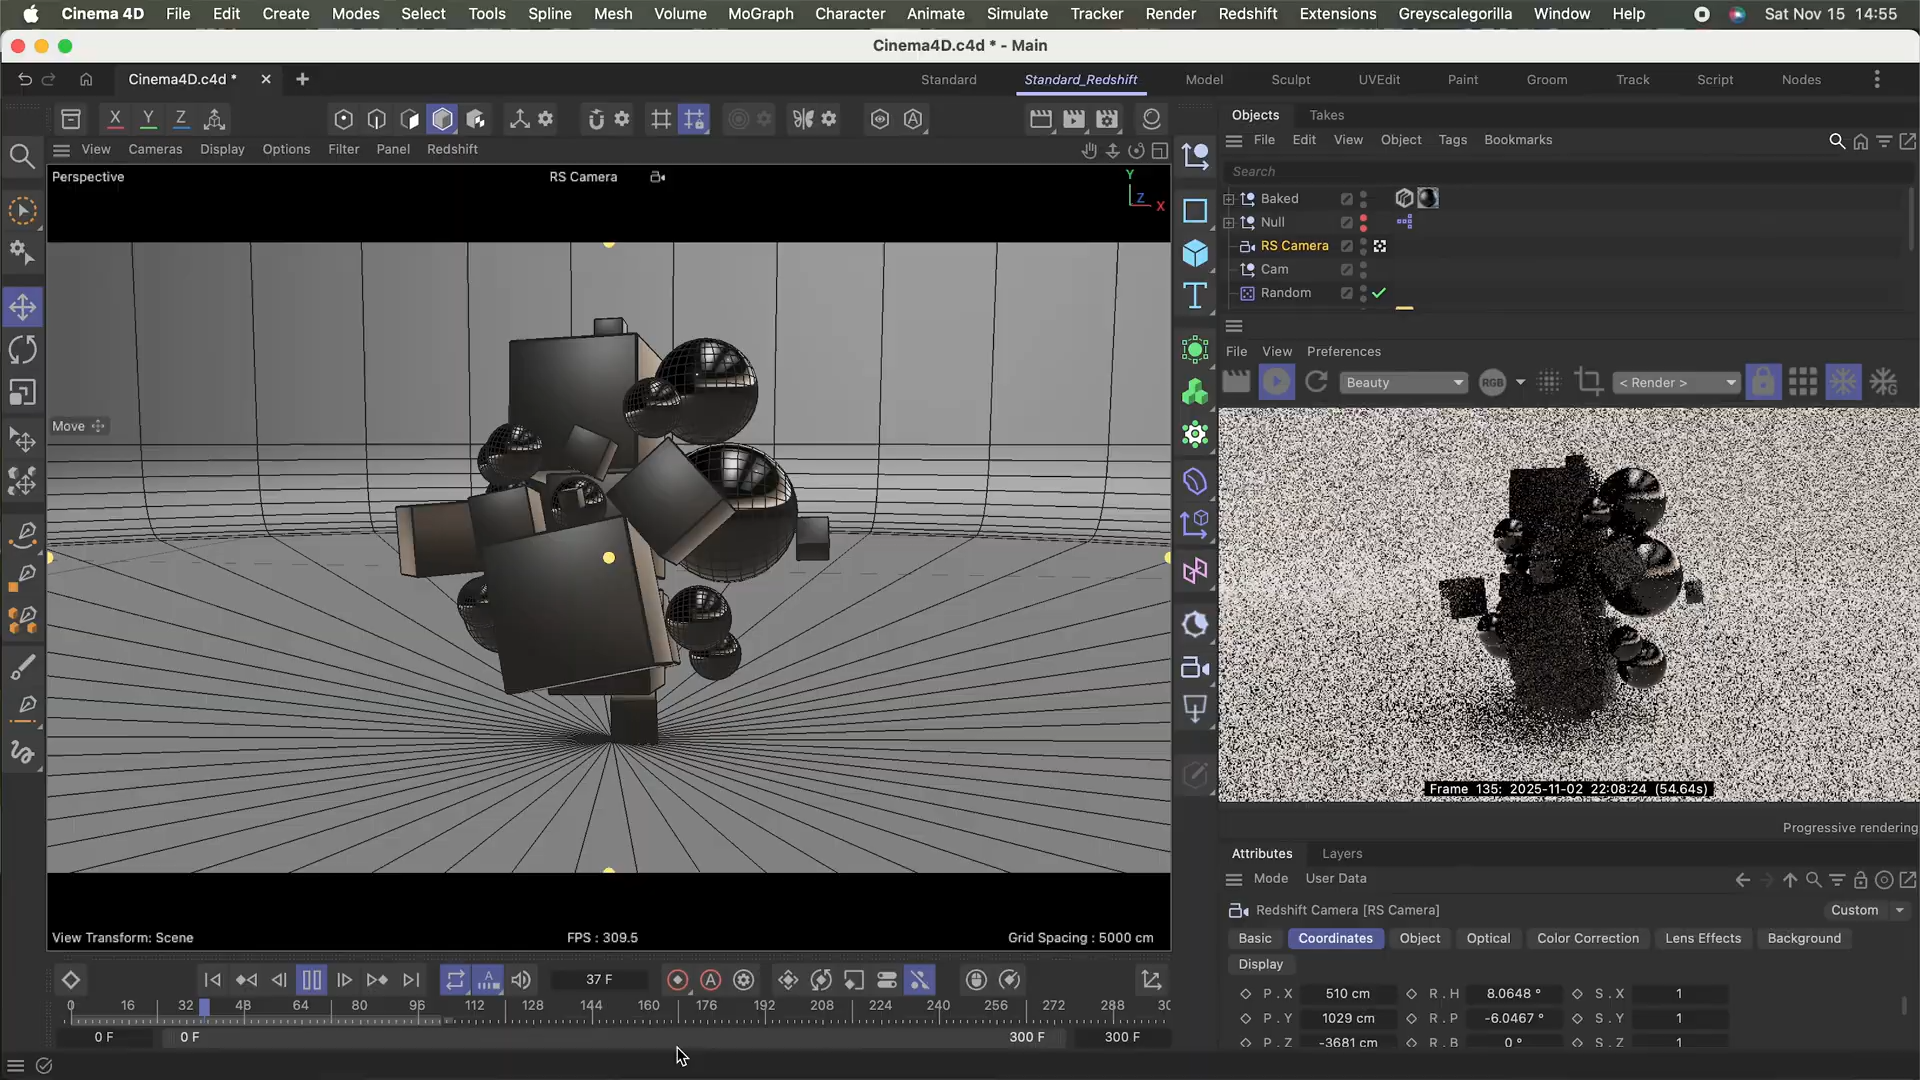 Cinema 4D File Edit Create Modes Select Tools Spline Mesh Volume MoGraph Character Animate Simulate Tracker Render Redshift Extensions Greyscalegorilla Window Help Sat Nov 15 14:55
Cinema4D.c4d * - Main
Cinema4D.c4d * Standard Standard_Redshift Model Sculpt UVEdit Paint Groom Track Script Nodes
X Y Z
Objects Takes
File Edit View Object Tags Bookmarks
View Cameras Display Options Filter Panel Redshift
Search
Perspective RS Camera
Y
Z
X
Baked
Null
RS Camera
Cam
Random
Move
File View Preferences
Beauty RGB < Render >
Frame 135: 2025-11-02 22:08:24 (54.64s)
Progressive rendering
Attributes Layers
Mode User Data
Redshift Camera [RS Camera] Custom
Basic Coordinates Object Optical Color Correction Lens Effects Background
Display
P . X 510 cm R . H 8.0648 ° S . X 1
P . Y 1029 cm R . P -6.0467 ° S . Y 1
P . Z -3681 cm R . B 0 ° S . Z 1
View Transform: Scene FPS : 309.5 Grid Spacing : 5000 cm
37 F
0 16 32 48 64 80 96 112 128 144 160 176 192 208 224 240 256 272 288 30
0 F 0 F 300 F 300 F